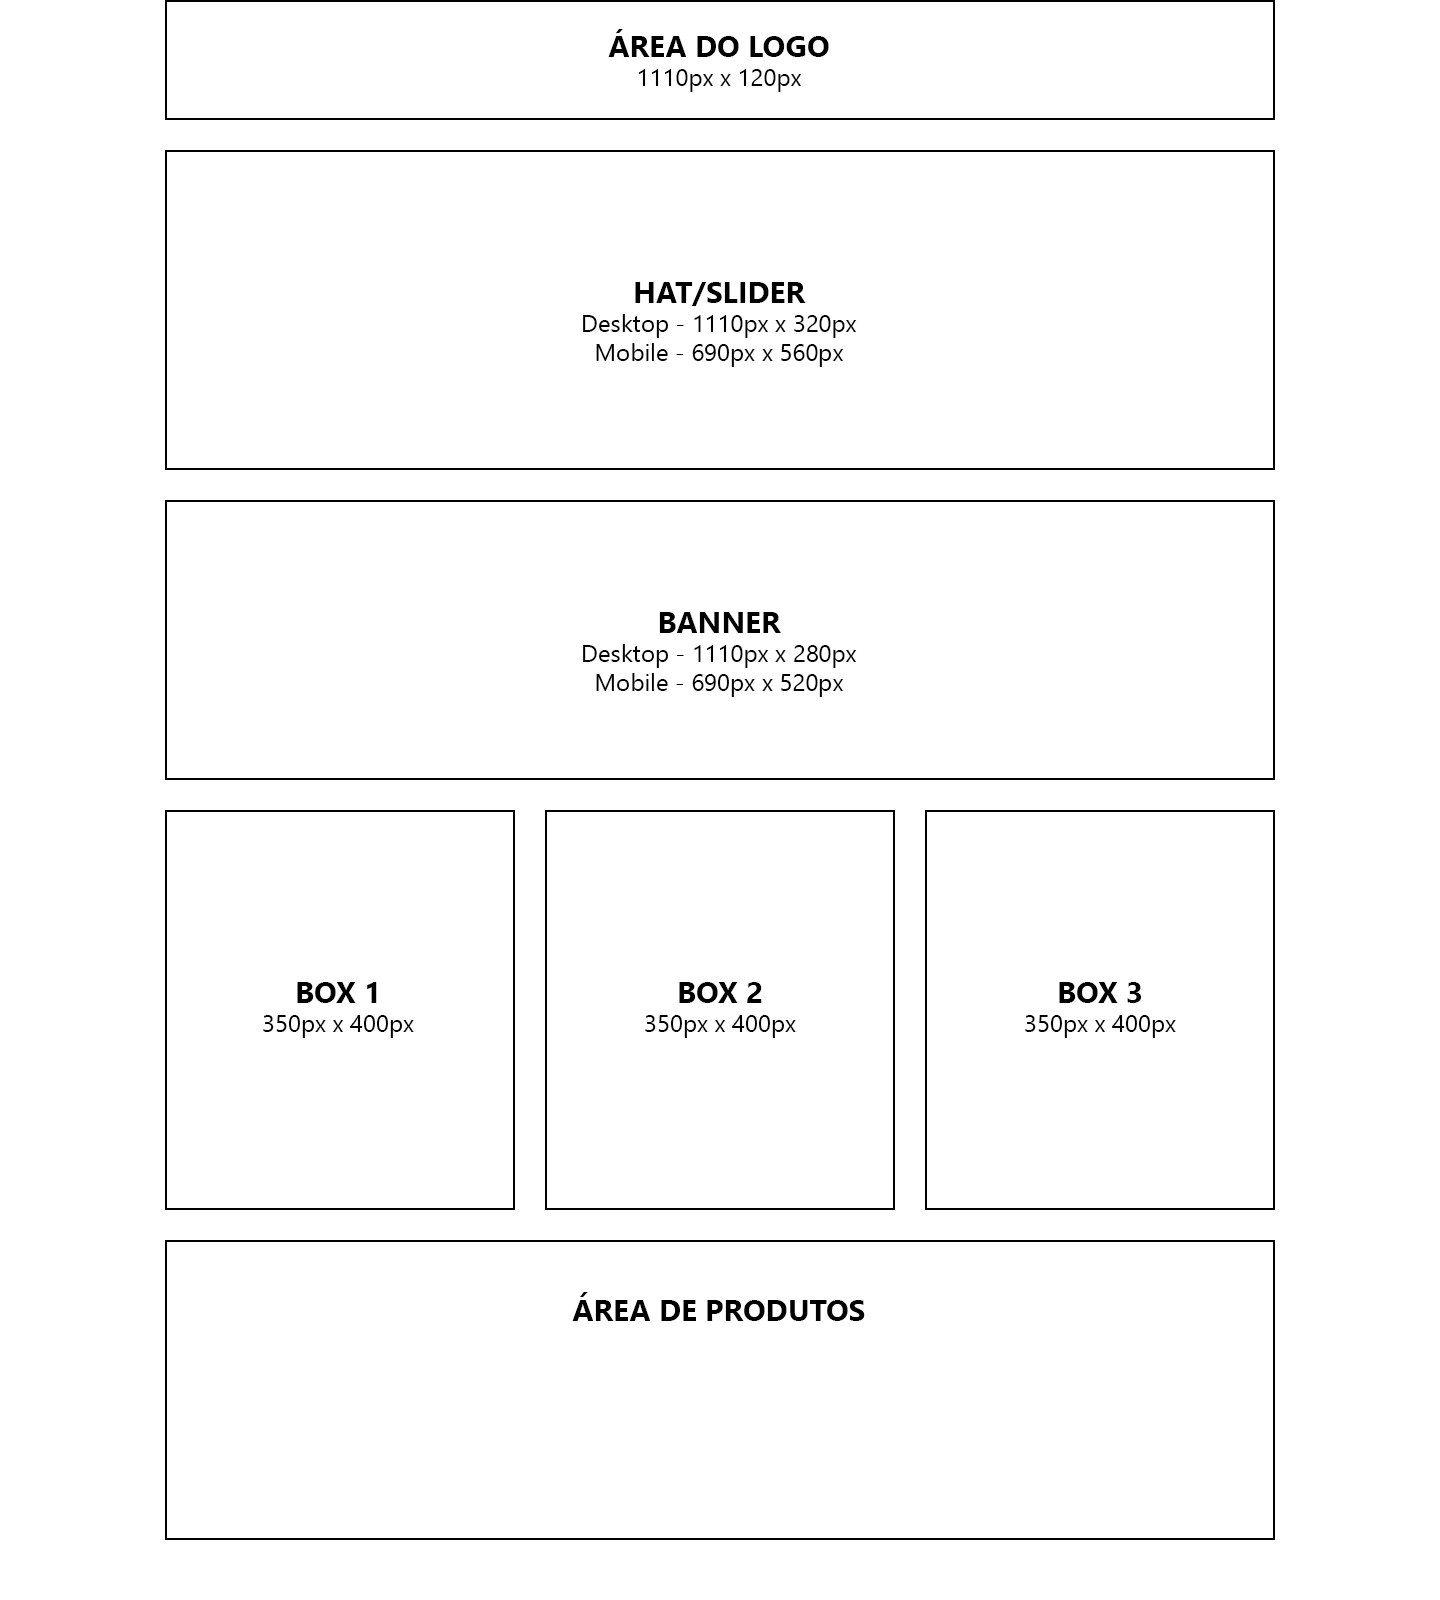 ÁREA DO LOGO
1110px x 120px
HAT/SLIDER
Desktop - 1110px x 320px
Mobile - 690px x 560px
BANNER
Desktop - 1110px x 280px
Mobile - 690px x 520px
BOX 1
350px x 400px
BOX 2
350px x 400px
BOX 3
350px x 400px
ÁREA DE PRODUTOS